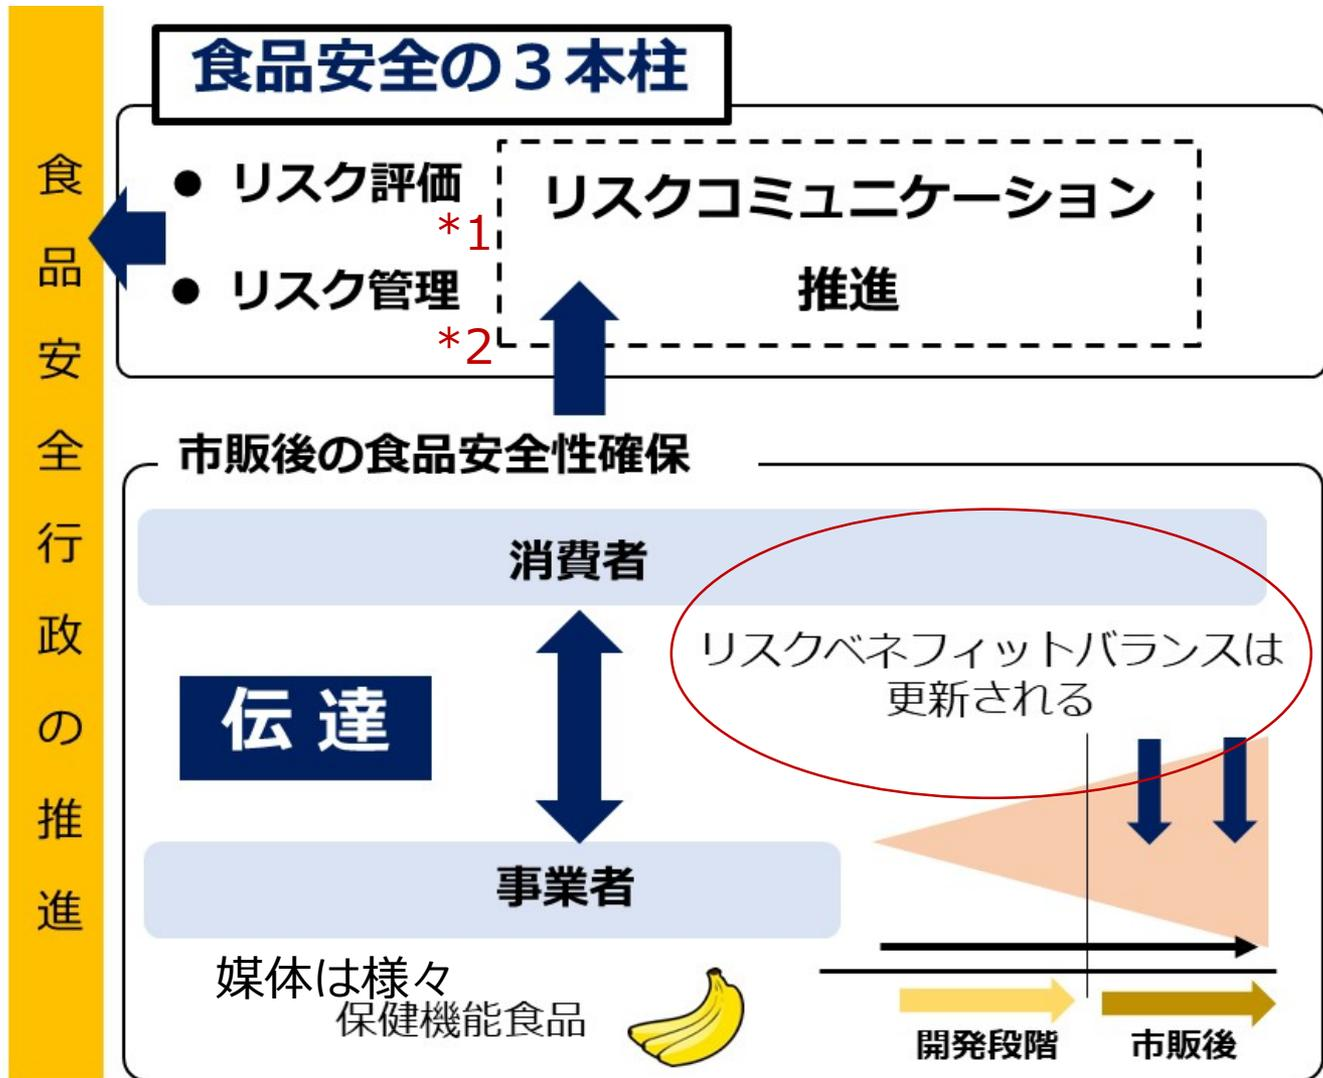 食品安全の３本柱
食品安全行政の推進
● リスク評価
*1
● リスク管理
*2
リスクコミュニケーション
推進
市販後の食品安全性確保
消費者
リスクベネフィットバランスは
更新される
伝達
事業者
媒体は様々
保健機能食品
開発段階
市販後